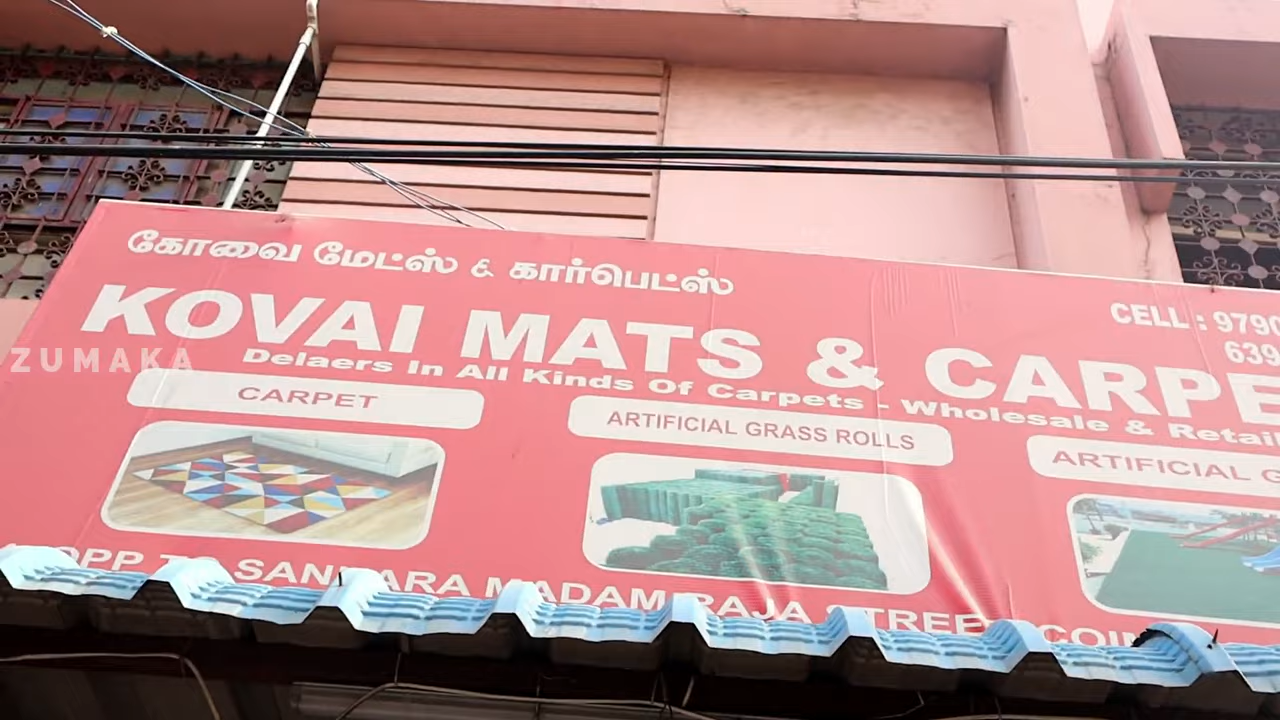 கோவை மேட்ஸ் & கார்பெட்ஸ்
KOVAI MATS & CARPE
CELL : 979
639
ZUMAKA
Delaers In All Kinds Of Carpets - Wholesale & Retail
CARPET
ARTIFICIAL GRASS ROLLS
ARTIFICIAL G
OPP TO SANKARA MADAM RAJA STREET COIM